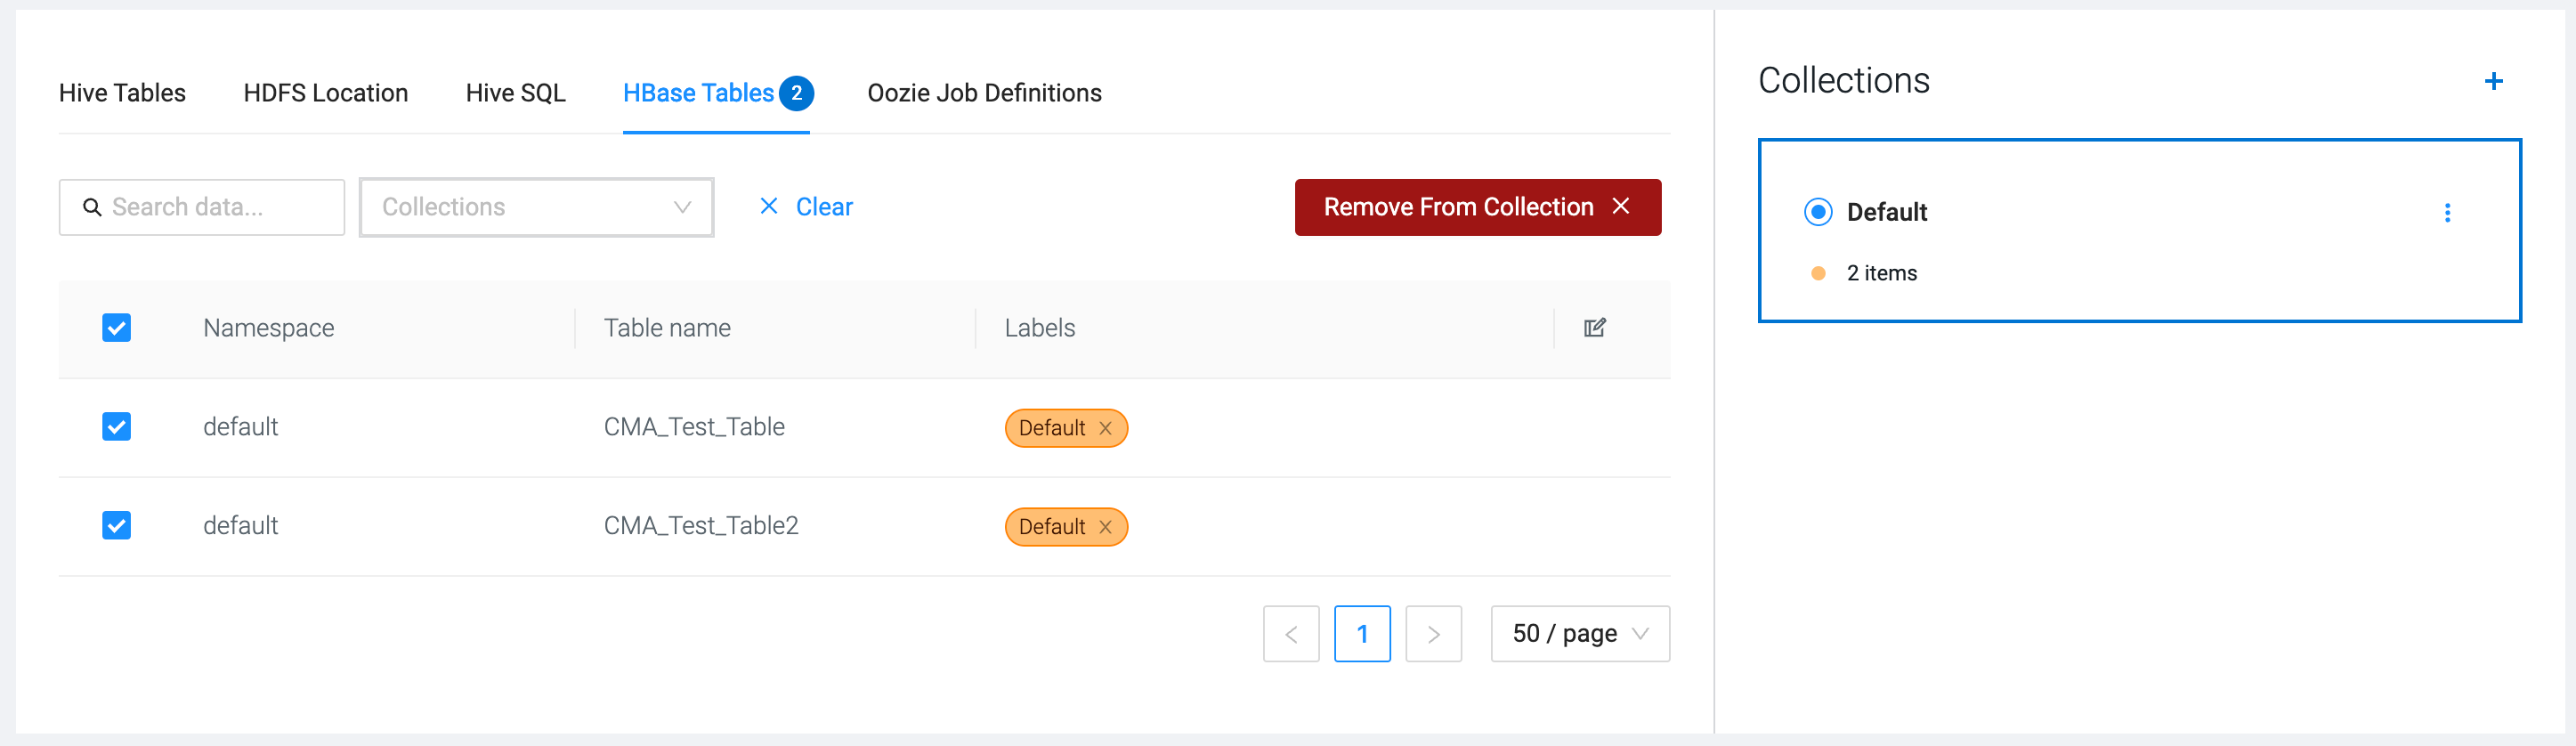 Hive Tables HDFS Location Hive SQL HBase Tables 2 Oozie Job Definitions
Search data... Collections Clear Remove From Collection
Namespace Table name Labels
default CMA_Test_Table Default
default CMA_Test_Table2 Default
1 50 / page
Collections
Default
2 items